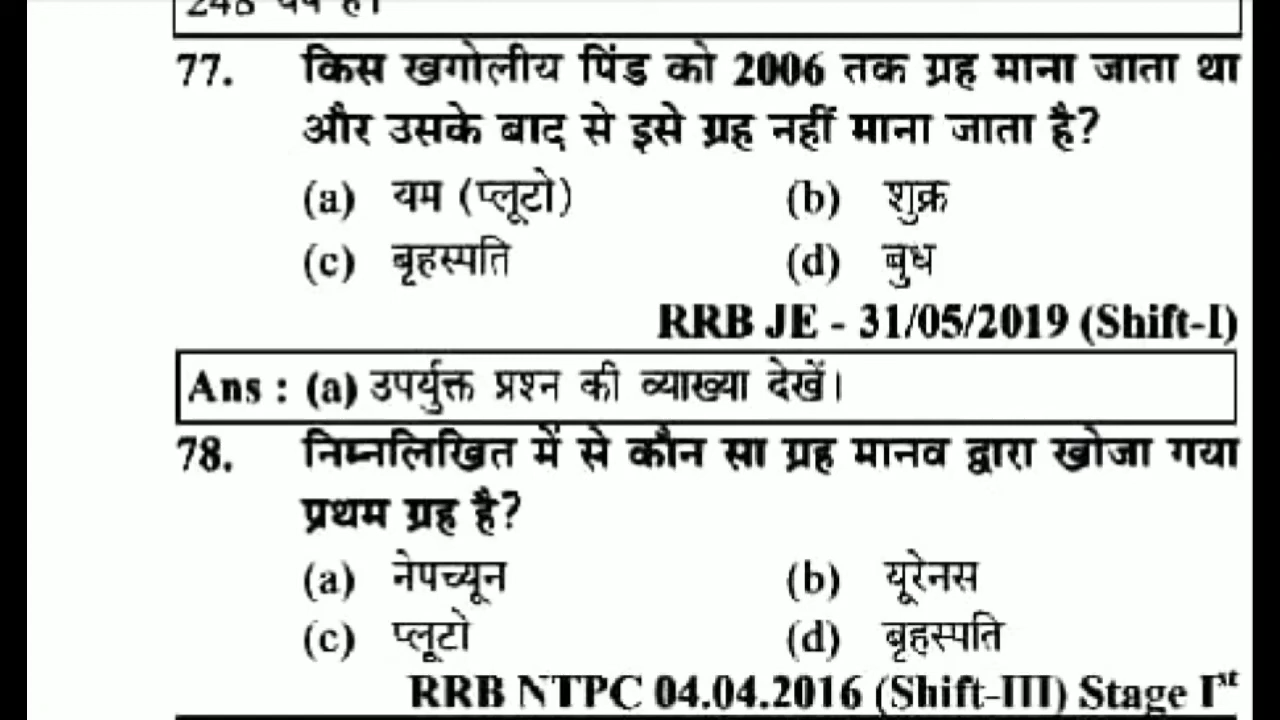 248 वर्ष है।
77. किस खगोलीय पिंड को 2006 तक ग्रह माना जाता था
और उसके बाद से इसे ग्रह नहीं माना जाता है?
(a) यम (प्लूटो) (b) शुक्र
(c) बृहस्पति (d) बुध
RRB JE - 31/05/2019 (Shift-I)
Ans : (a) उपर्युक्त प्रश्न की व्याख्या देखें।
78. निम्नलिखित में से कौन सा ग्रह मानव द्वारा खोजा गया
प्रथम ग्रह है?
(a) नेपच्यून (b) यूरेनस
(c) प्लूटो (d) बृहस्पति
RRB NTPC 04.04.2016 (Shift-III) Stage Ist